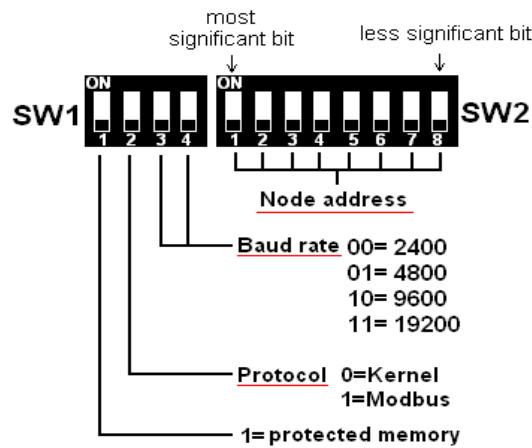 most
significant bit
less significant bit
ON
ON
SW1
SW2
1 2 3 4
1 2 3 4 5 6 7 8
Node address
Baud rate 00= 2400
01= 4800
10= 9600
11= 19200
Protocol 0=Kernel
1=Modbus
1= protected memory